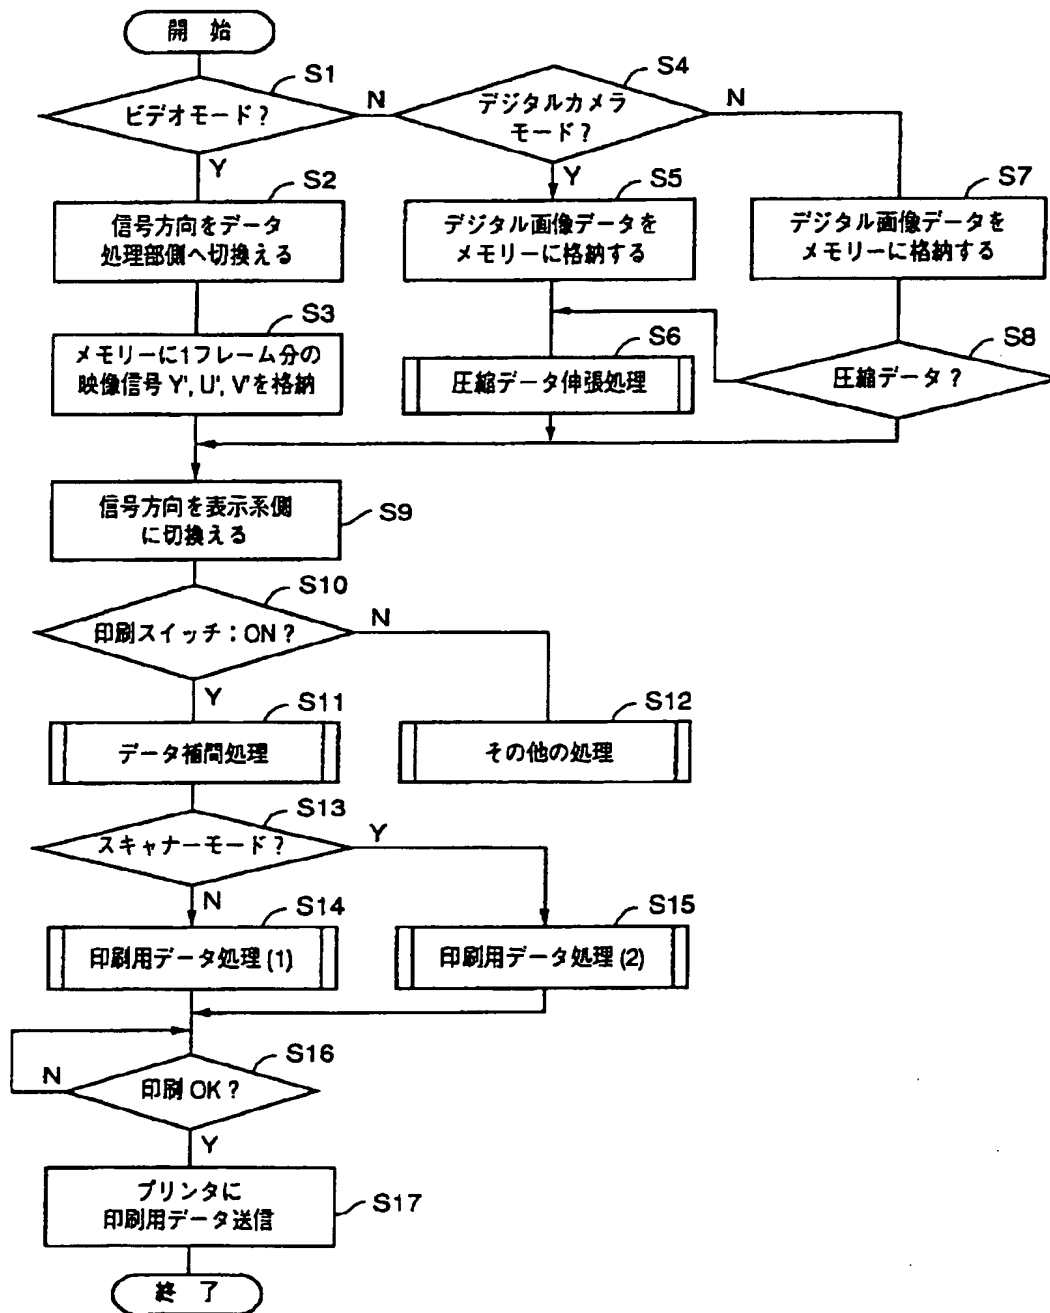 開 始
S1
ビデオモード?
N
Y
S4
デジタルカメラ
モード?
N
Y
S2
信号方向をデータ
処理部側へ切換える
S5
デジタル画像データを
メモリーに格納する
S7
デジタル画像データを
メモリーに格納する
S3
メモリーに1フレーム分の
映像信号 Y', U', V'を格納
S6
圧縮データ伸張処理
S8
圧縮データ?
S9
信号方向を表示系側
に切換える
S10
印刷スイッチ:ON?
N
Y
S11
データ補間処理
S12
その他の処理
S13
スキャナーモード?
Y
N
S14
印刷用データ処理(1)
S15
印刷用データ処理(2)
S16
印刷 OK?
N
Y
S17
プリンタに
印刷用データ送信
終 了